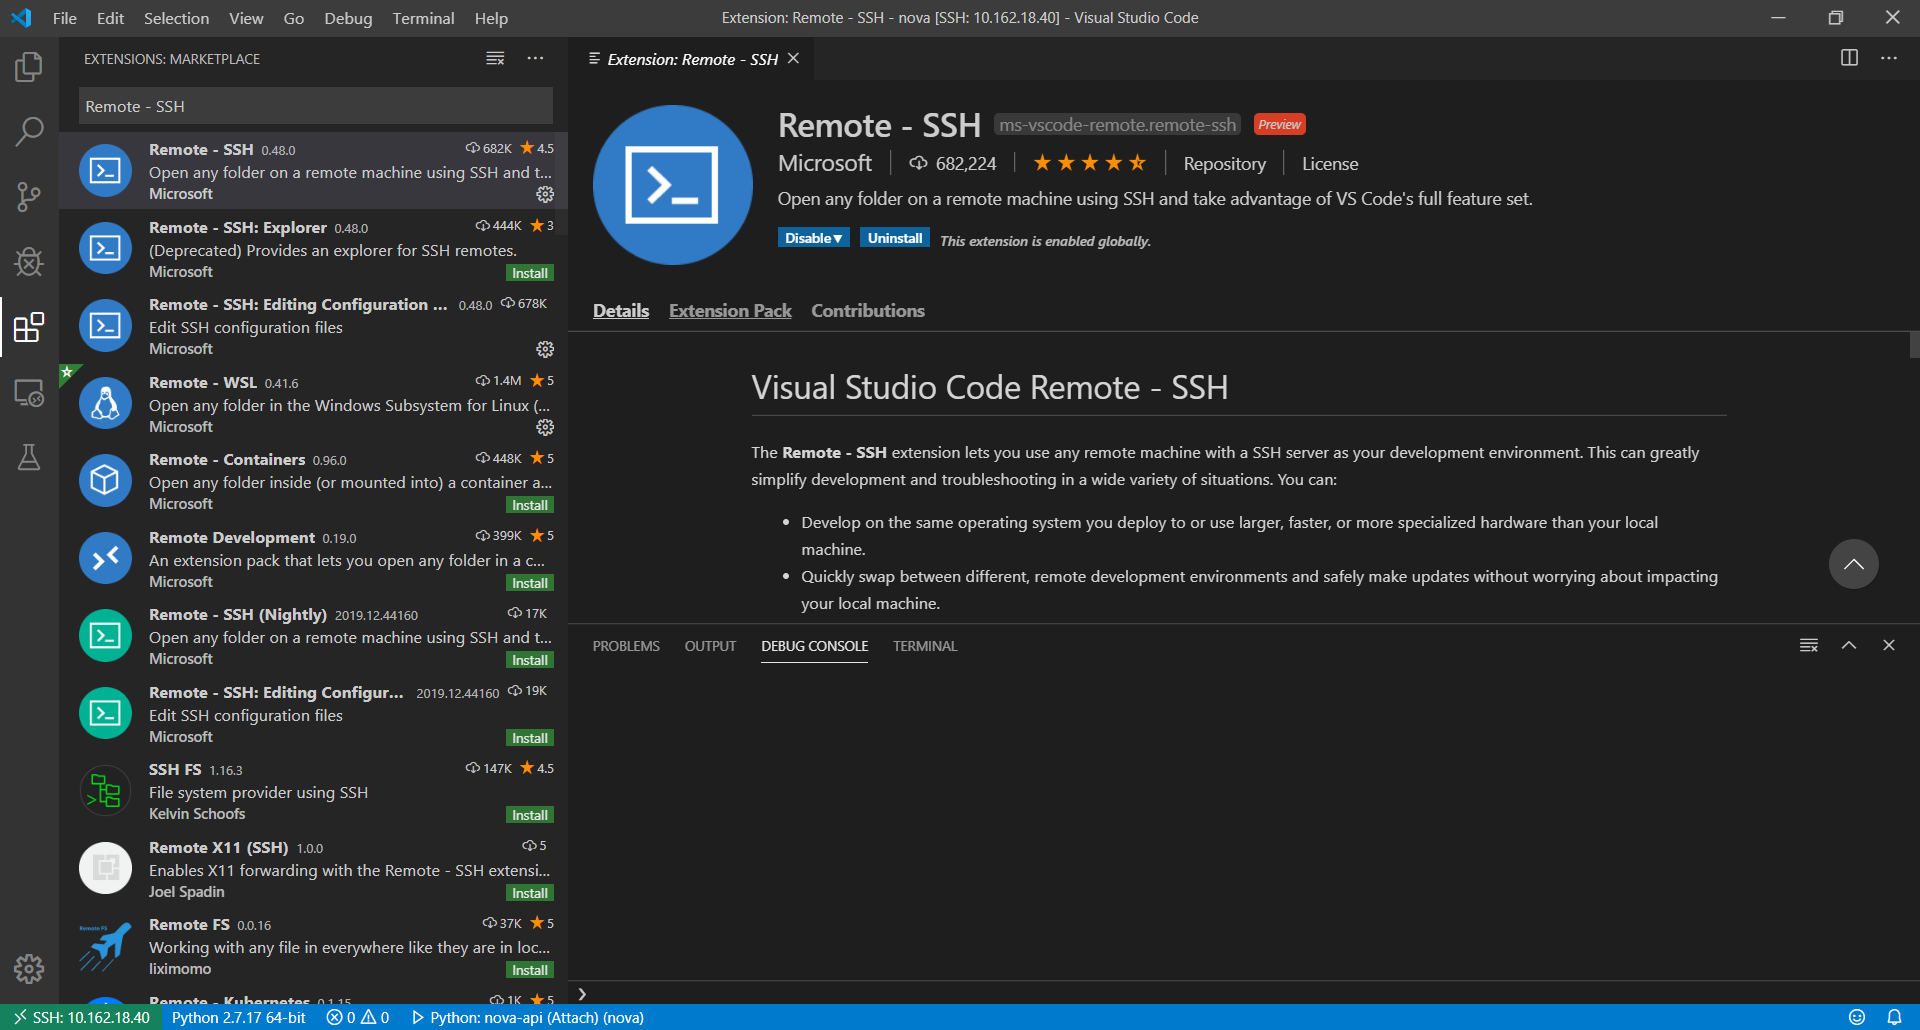 File Edit Selection View Go Debug Terminal Help
Extension: Remote - SSH - nova [SSH: 10.162.18.40] - Visual Studio Code
EXTENSIONS: MARKETPLACE
Remote - SSH
Remote - SSH 0.48.0 682K 4.5
Open any folder on a remote machine using SSH and t...
Microsoft
Remote - SSH: Explorer 0.48.0 444K 3
(Deprecated) Provides an explorer for SSH remotes.
Microsoft Install
Remote - SSH: Editing Configuration ... 0.48.0 678K
Edit SSH configuration files
Microsoft
Remote - WSL 0.41.6 1.4M 5
Open any folder in the Windows Subsystem for Linux (...
Microsoft
Remote - Containers 0.96.0 448K 5
Open any folder inside (or mounted into) a container a...
Microsoft Install
Remote Development 0.19.0 399K 5
An extension pack that lets you open any folder in a c...
Microsoft Install
Remote - SSH (Nightly) 2019.12.44160 17K
Open any folder on a remote machine using SSH and t...
Microsoft Install
Remote - SSH: Editing Configur... 2019.12.44160 19K
Edit SSH configuration files
Microsoft Install
SSH FS 1.16.3 147K 4.5
File system provider using SSH
Kelvin Schoofs Install
Remote X11 (SSH) 1.0.0 5
Enables X11 forwarding with the Remote - SSH extensi...
Joel Spadin Install
Remote FS
Remote FS 0.0.16 37K 5
Working with any file in everywhere like they are in loc...
liximomo Install
Remote - Kubernetes 0.1.15 1K 5
Extension: Remote - SSH
Remote - SSH ms-vscode-remote.remote-ssh Preview
Microsoft 682,224 Repository License
Open any folder on a remote machine using SSH and take advantage of VS Code's full feature set.
Disable Uninstall This extension is enabled globally.
Details Extension Pack Contributions
Visual Studio Code Remote - SSH
The Remote - SSH extension lets you use any remote machine with a SSH server as your development environment. This can greatly
simplify development and troubleshooting in a wide variety of situations. You can:
• Develop on the same operating system you deploy to or use larger, faster, or more specialized hardware than your local
machine.
• Quickly swap between different, remote development environments and safely make updates without worrying about impacting
your local machine.
PROBLEMS OUTPUT DEBUG CONSOLE TERMINAL
SSH: 10.162.18.40 Python 2.7.17 64-bit 0 0 Python: nova-api (Attach) (nova)